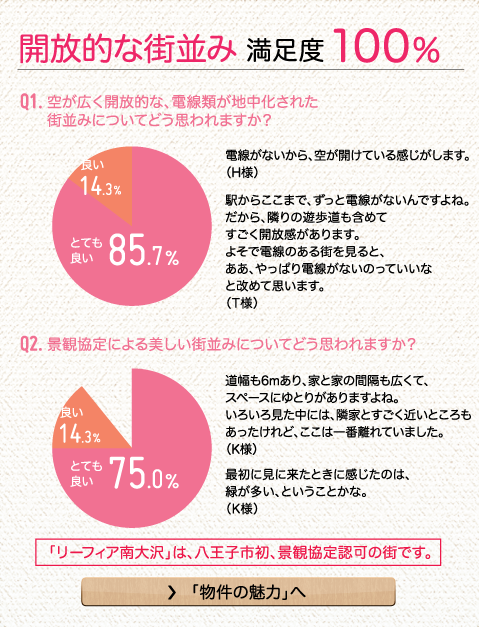 開放的な街並み 満足度 100%
Q1. 空が広く開放的な、電線類が地中化された
街並みについてどう思われますか？
良い
14.3%
とても
良い 85.7%
電線がないから、空が開けている感じがします。
（H様）
駅からここまで、ずっと電線がないんですよね。
だから、隣りの遊歩道も含めて
すごく開放感があります。
よそで電線のある街を見ると、
ああ、やっぱり電線がないのっていいな
と改めて思います。
（T様）
Q2. 景観協定による美しい街並みについてどう思われますか？
良い
14.3%
とても
良い 75.0%
道幅も6mあり、家と家の間隔も広くて、
スペースにゆとりがありますよね。
いろいろ見た中には、隣家とすごく近いところも
あったけれど、ここは一番離れていました。
（K様）
最初に見に来たときに感じたのは、
緑が多い、ということかな。
（K様）
「リーフィア南大沢」は、八王子市初、景観協定認可の街です。
❯ 「物件の魅力」へ